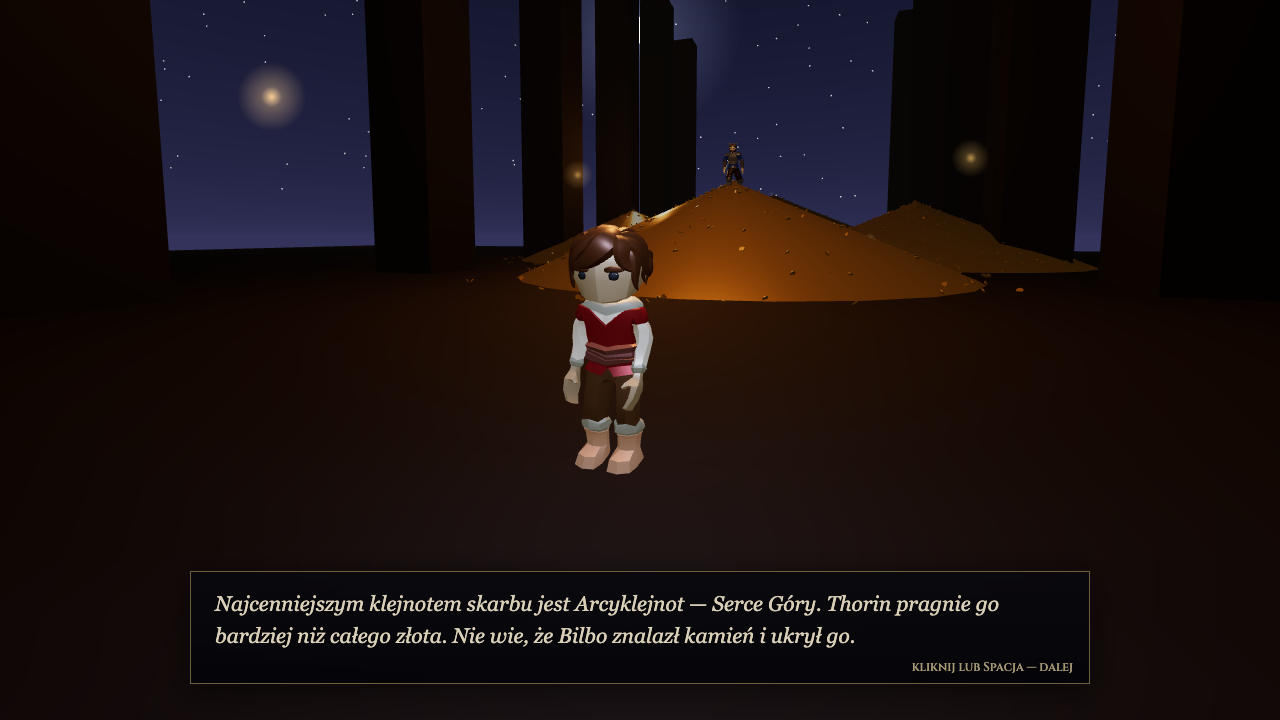 Najcenniejszym klejnotem skarbu jest Arcyklejnot — Serce Góry. Thorin pragnie go
bardziej niż całego złota. Nie wie, że Bilbo znalazł kamień i ukrył go.
KLIKNIJ LUB SPACJA — DALEJ